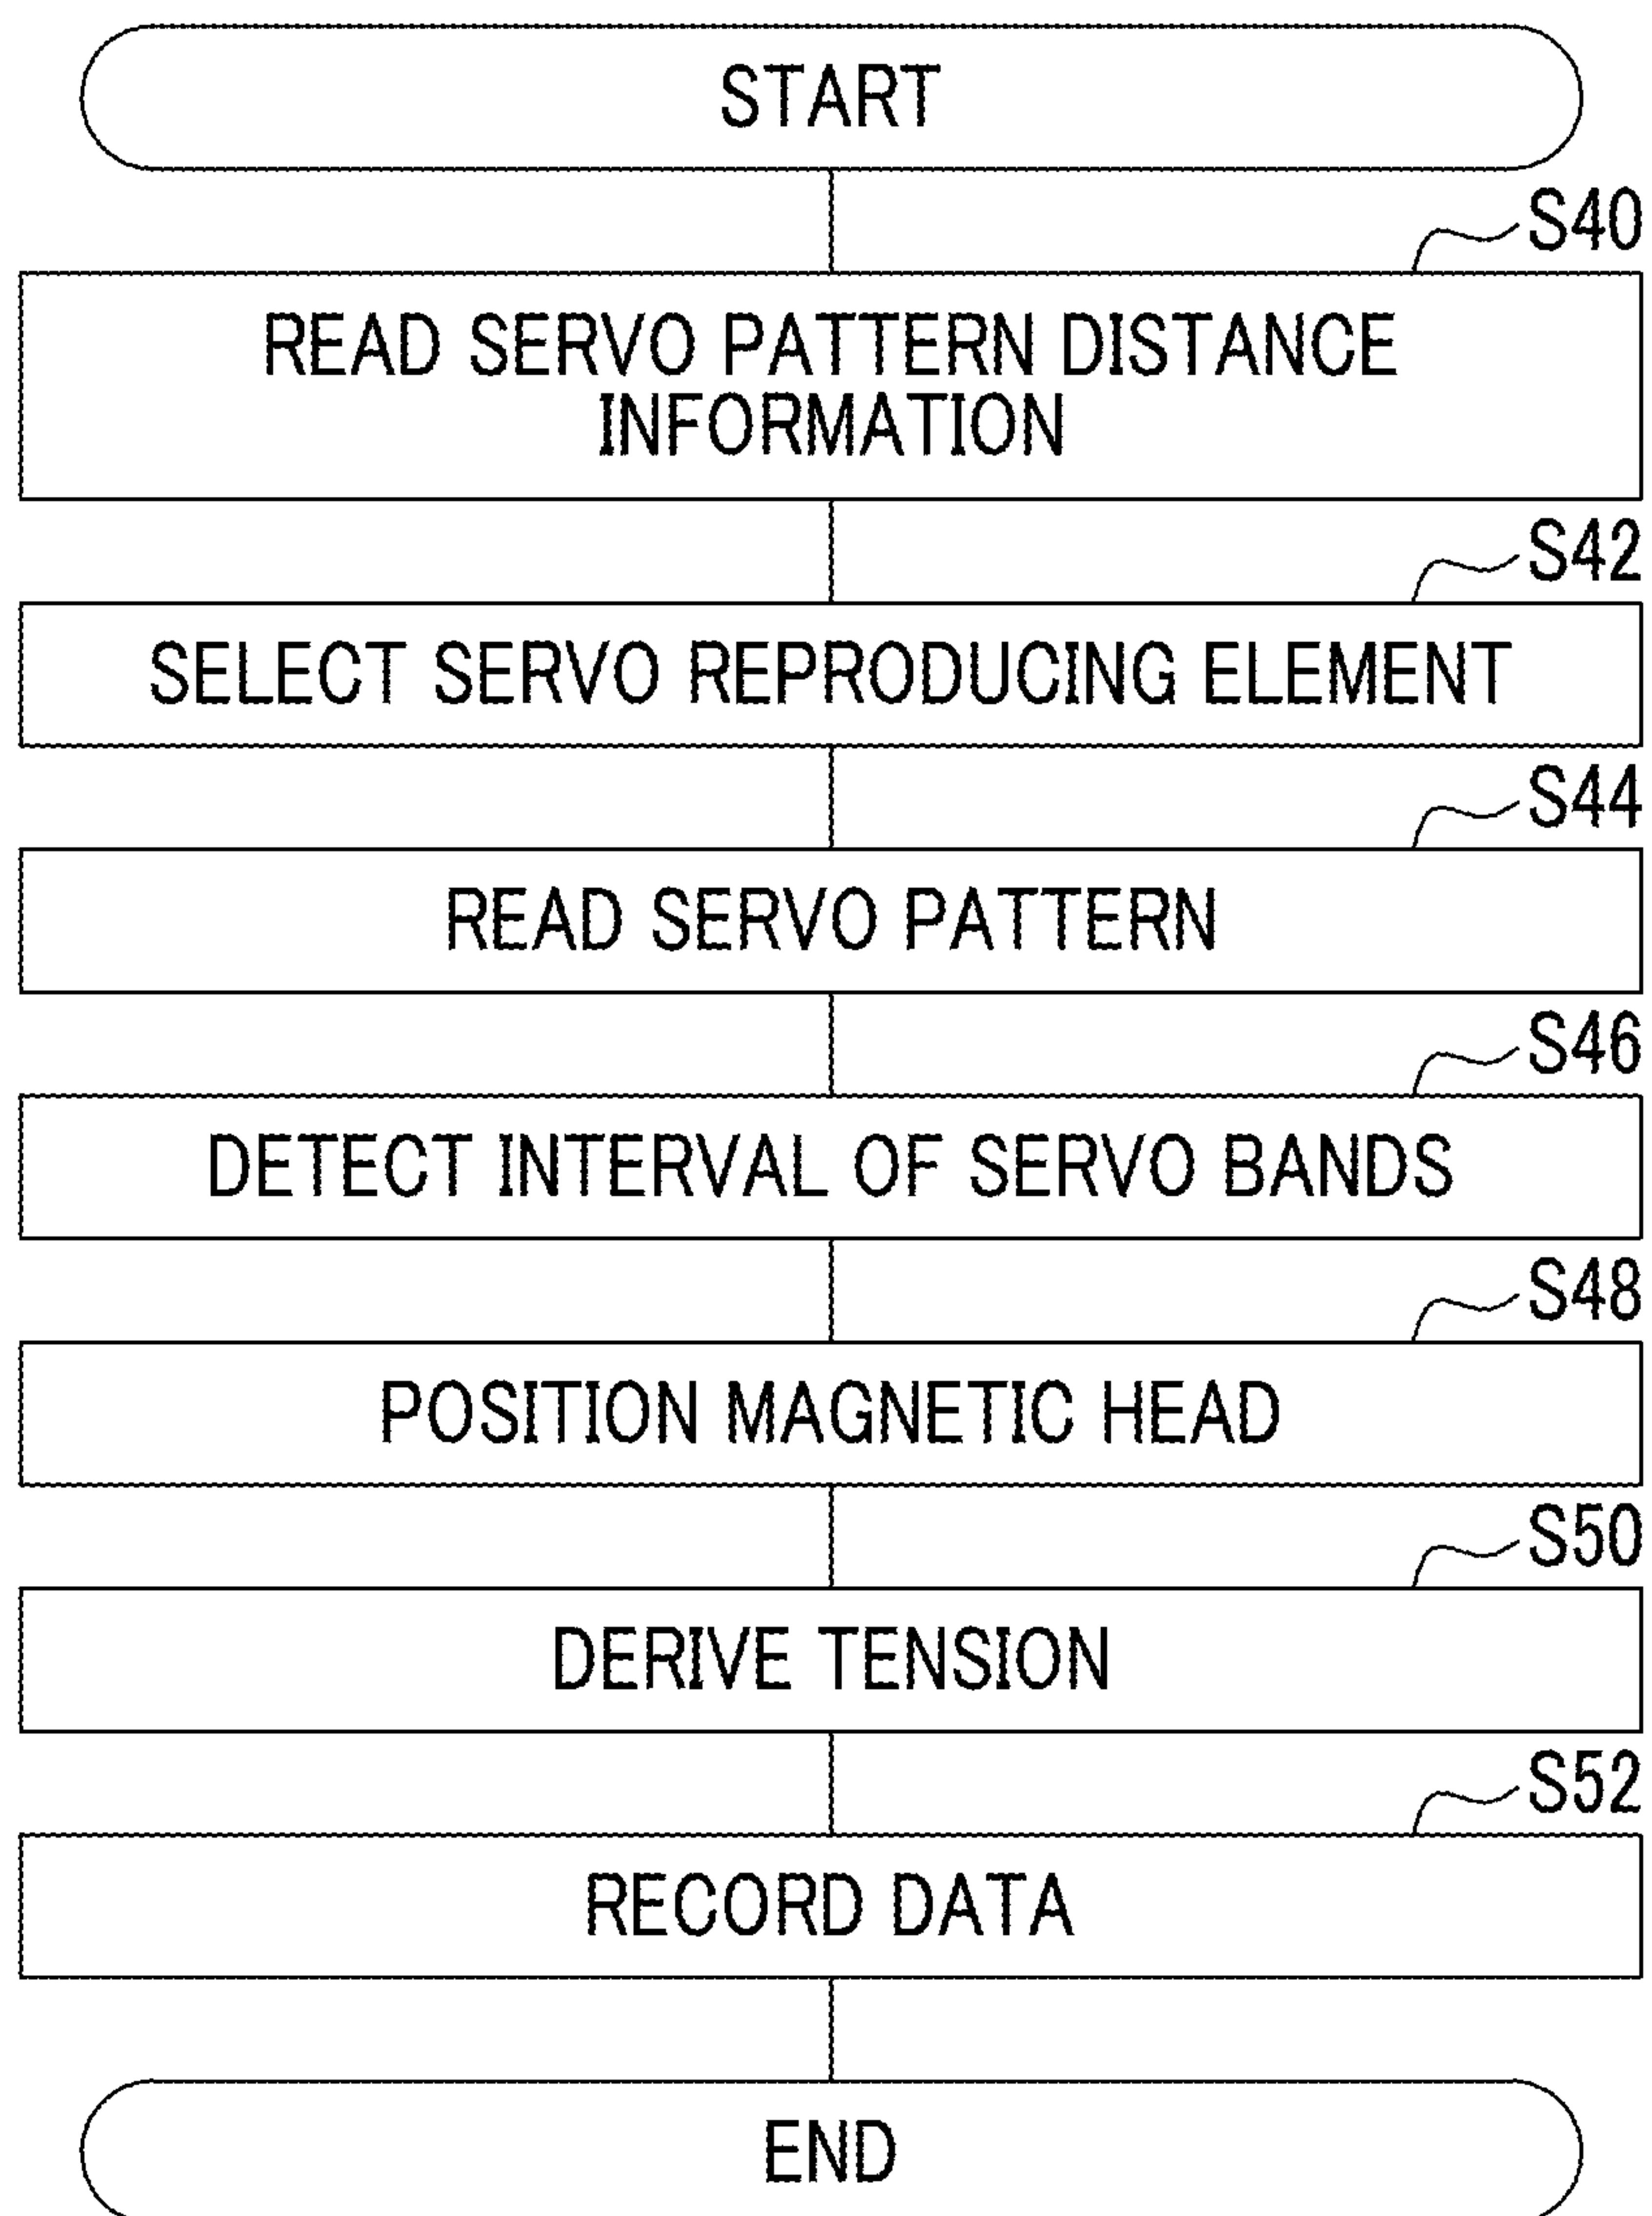 START
S40
READ SERVO PATTERN DISTANCE
INFORMATION
S42
SELECT SERVO REPRODUCING ELEMENT
S44
READ SERVO PATTERN
S46
DETECT INTERVAL OF SERVO BANDS
S48
POSITION MAGNETIC HEAD
S50
DERIVE TENSION
S52
RECORD DATA
END